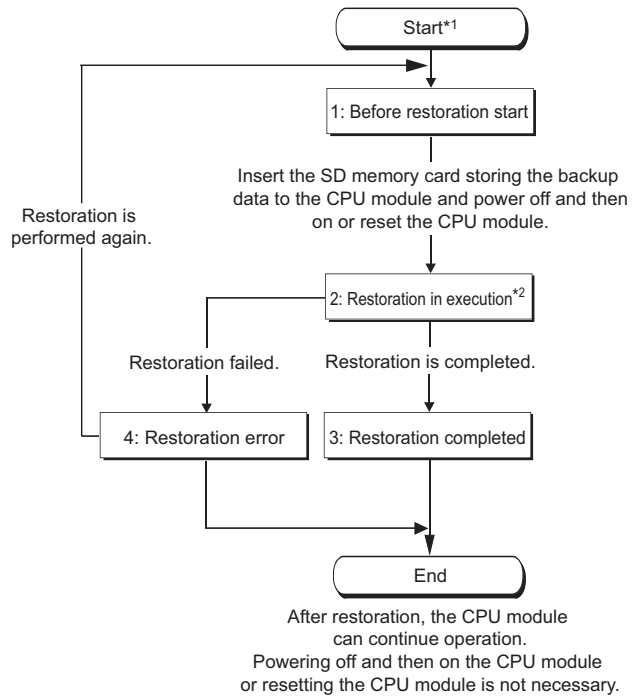 Start*1
1: Before restoration start
Insert the SD memory card storing the backup
data to the CPU module and power off and then
on or reset the CPU module.
Restoration is
performed again.
2: Restoration in execution*2
Restoration failed.
Restoration is completed.
4: Restoration error
3: Restoration completed
End
After restoration, the CPU module
can continue operation.
Powering off and then on the CPU module
or resetting the CPU module is not necessary.